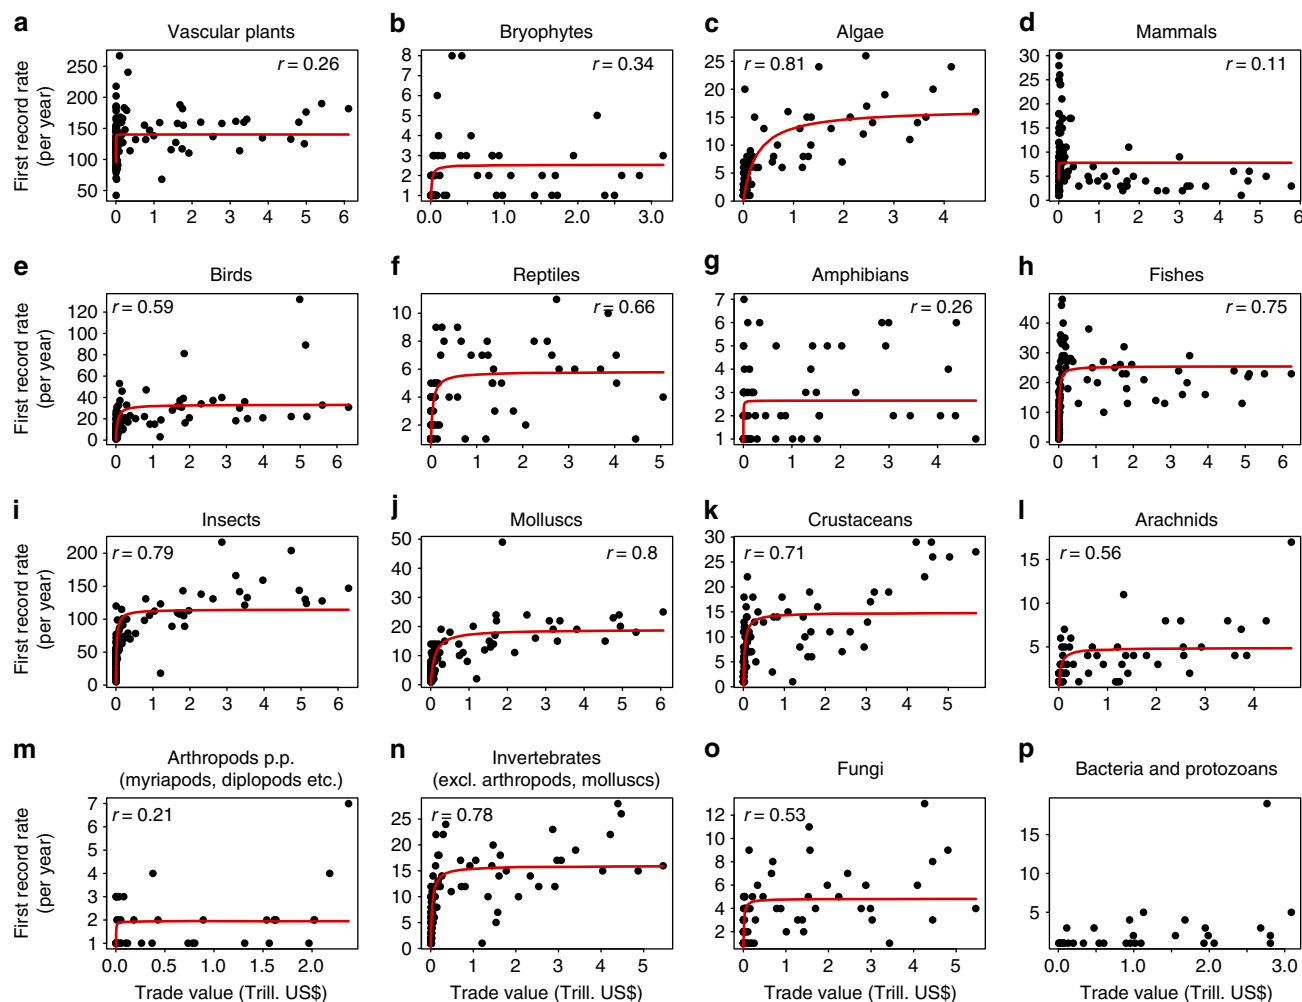 a
Vascular plants
r = 0.26
250
200
150
100
50
0 1 2 3 4 5 6
First record rate
(per year)
b
Bryophytes
r = 0.34
8
7
6
5
4
3
2
1
0.0 1.0 2.0 3.0
c
Algae
r = 0.81
25
20
15
10
5
0
0 1 2 3 4
d
Mammals
r = 0.11
30
25
20
15
10
5
0
0 1 2 3 4 5 6
e
Birds
r = 0.59
120
100
80
60
40
20
0
0 1 2 3 4 5 6
First record rate
(per year)
f
Reptiles
r = 0.66
10
8
6
4
2
0 1 2 3 4 5
g
Amphibians
r = 0.26
7
6
5
4
3
2
1
0 1 2 3 4
h
Fishes
r = 0.75
40
30
20
10
0
0 1 2 3 4 5 6
i
Insects
r = 0.79
200
150
100
50
0
0 1 2 3 4 5 6
First record rate
(per year)
j
Molluscs
r = 0.8
50
40
30
20
10
0
0 1 2 3 4 5 6
k
Crustaceans
r = 0.71
30
25
20
15
10
5
0
0 1 2 3 4 5
l
Arachnids
r = 0.56
15
10
5
0 1 2 3 4
m
Arthropods p.p.
(myriapods, diplopods etc.)
r = 0.21
7
6
5
4
3
2
1
0.0 0.5 1.0 1.5 2.0
First record rate
(per year)
Trade value (Trill. US$)
n
Invertebrates
(excl. arthropods, molluscs)
r = 0.78
25
20
15
10
5
0
0 1 2 3 4 5
Trade value (Trill. US$)
o
Fungi
r = 0.53
12
10
8
6
4
2
0 1 2 3 4 5
Trade value (Trill. US$)
p
Bacteria and protozoans
15
10
5
0.0 1.0 2.0 3.0
Trade value (Trill. US$)